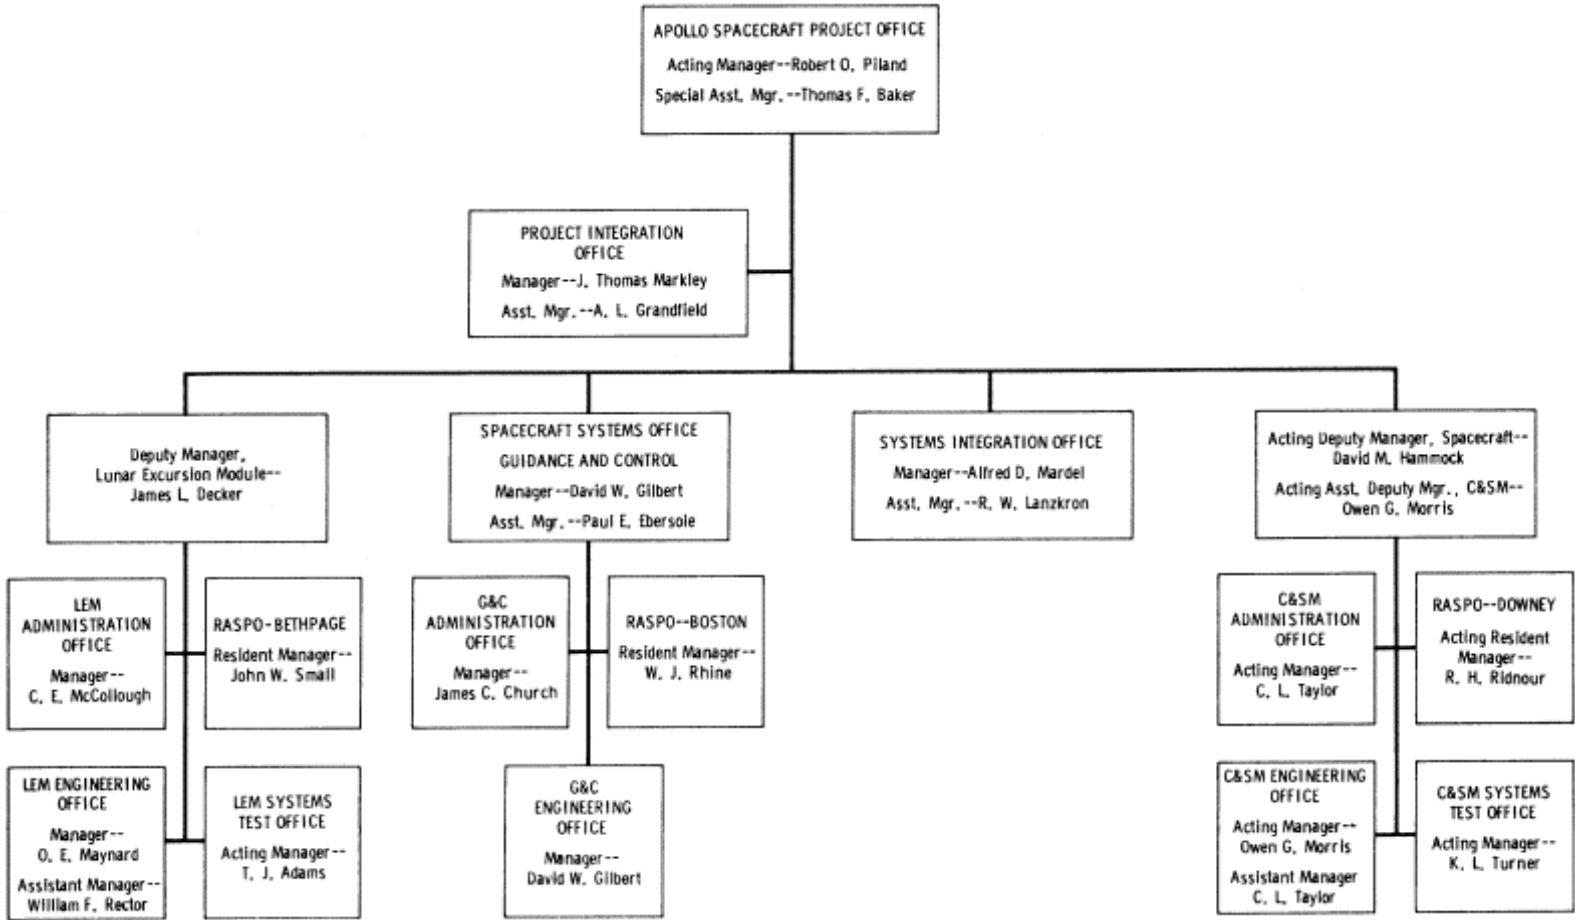 APOLLO SPACECRAFT PROJECT OFFICE
Acting Manager--Robert O. Piland
Special Asst. Mgr.--Thomas F. Baker
PROJECT INTEGRATION
OFFICE
Manager--J. Thomas Markley
Asst. Mgr.--A. L. Grandfield
Deputy Manager,
Lunar Excursion Module--
James L. Decker
SPACECRAFT SYSTEMS OFFICE
GUIDANCE AND CONTROL
Manager--David W. Gilbert
Asst. Mgr.--Paul E. Ebersole
SYSTEMS INTEGRATION OFFICE
Manager--Alfred D. Mardel
Asst. Mgr.--R. W. Lanzkron
Acting Deputy Manager, Spacecraft--
David M. Hammock
Acting Asst. Deputy Mgr., C&SM--
Owen G. Morris
LEM
ADMINISTRATION
OFFICE
Manager--
C. E. McCollough
RASPO-BETHPAGE
Resident Manager--
John W. Small
G&C
ADMINISTRATION
OFFICE
Manager--
James C. Church
RASPO--BOSTON
Resident Manager--
W. J. Rhine
C&SM
ADMINISTRATION
OFFICE
Acting Manager--
C. L. Taylor
RASPO--DOWNEY
Acting Resident
Manager--
R. H. Ridnour
LEM ENGINEERING
OFFICE
Manager--
O. E. Maynard
Assistant Manager--
William F. Rector
LEM SYSTEMS
TEST OFFICE
Acting Manager--
T. J. Adams
G&C
ENGINEERING
OFFICE
Manager--
David W. Gilbert
C&SM ENGINEERING
OFFICE
Acting Manager--
Owen G. Morris
Assistant Manager
C. L. Taylor
C&SM SYSTEMS
TEST OFFICE
Acting Manager--
K. L. Turner